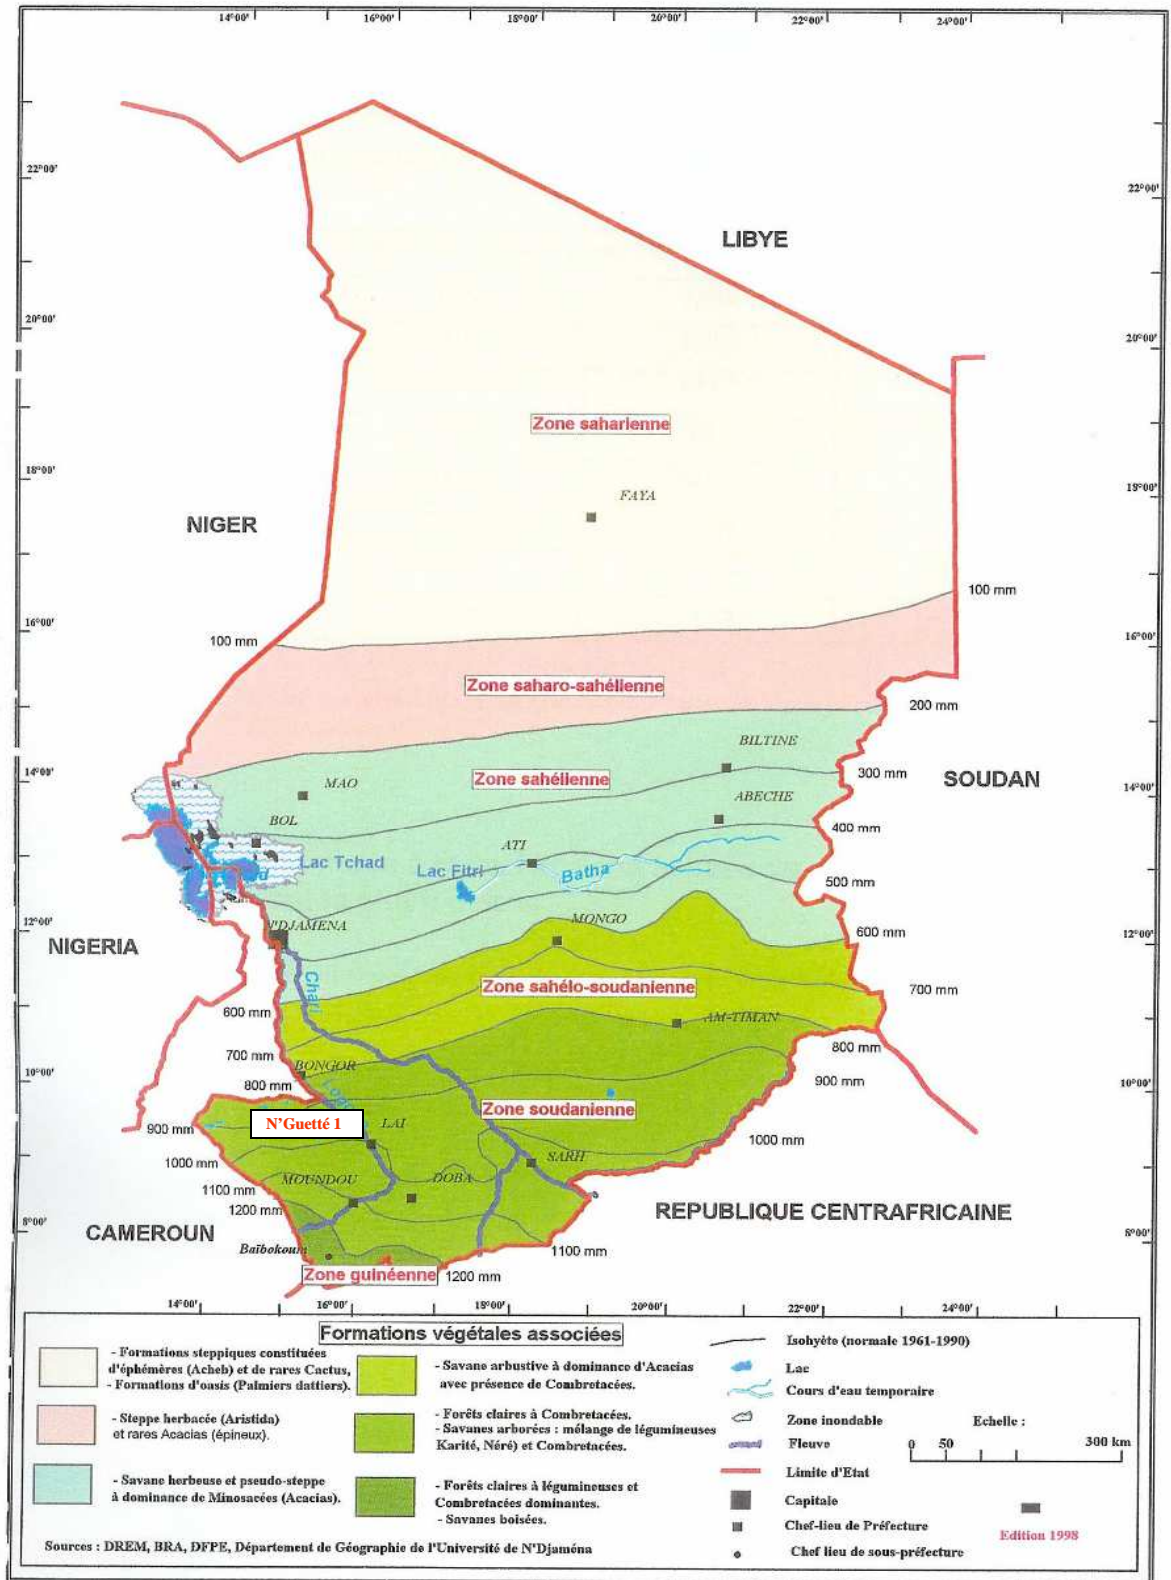 14°00'
16°00'
18°00'
20°00'
22°00'
24°00'
22°00'
22°00'
LIBYE
20°00'
20°00'
Zone saharienne
18°00'
18°00'
FAYA
NIGER
100 mm
16°00'
16°00'
100 mm
Zone saharo-sahélienne
200 mm
BILTINE
14°00'
MAO
Zone sahélienne
300 mm
SOUDAN
14°00'
ABECHE
BOL
400 mm
ATI
Lac Tchad
Lac Fitri
Batha
500 mm
12°00'
N'DJAMENA
MONGO
600 mm
12°00'
NIGERIA
Chari
Zone sahélo-soudanienne
700 mm
600 mm
AM-TIMAN
700 mm
800 mm
BONGOR
10°00'
800 mm
900 mm
10°00'
Zone soudanienne
N'Guetté 1
LAI
900 mm
1000 mm
1000 mm
SARH
MOUNDOU
DOBA
1100 mm
1200 mm
REPUBLIQUE CENTRAFRICAINE
8°00'
CAMEROUN
8°00'
Baïbokoum
1100 mm
Zone guinéenne
1200 mm
14°00'
16°00'
18°00'
20°00'
22°00'
24°00'
Formations végétales associées
- Formations steppiques constituées
d'éphémères (Acheb) et de rares Cactus,
- Formations d'oasis (Palmiers dattiers).
- Steppe herbacée (Aristida)
et rares Acacias (épineux).
- Savane herbeuse et pseudo-steppe
à dominance de Minosacées (Acacias).
- Savane arbustive à dominance d'Acacias
avec présence de Combretacées.
- Forêts claires à Combretacées.
- Savanes arborées : mélange de légumineuses
Karité, Néré) et Combretacées.
- Forêts claires à légumineuses et
Combretacées dominantes.
- Savanes boisées.
Isohyète (normale 1961-1990)
Lac
Cours d'eau temporaire
Zone inondable
Fleuve
Limite d'Etat
Capitale
Chef-lieu de Préfecture
Chef lieu de sous-préfecture
Echelle :
0 50 300 km
Edition 1998
Sources : DREM, BRA, DFPE, Département de Géographie de l'Université de N'Djaména